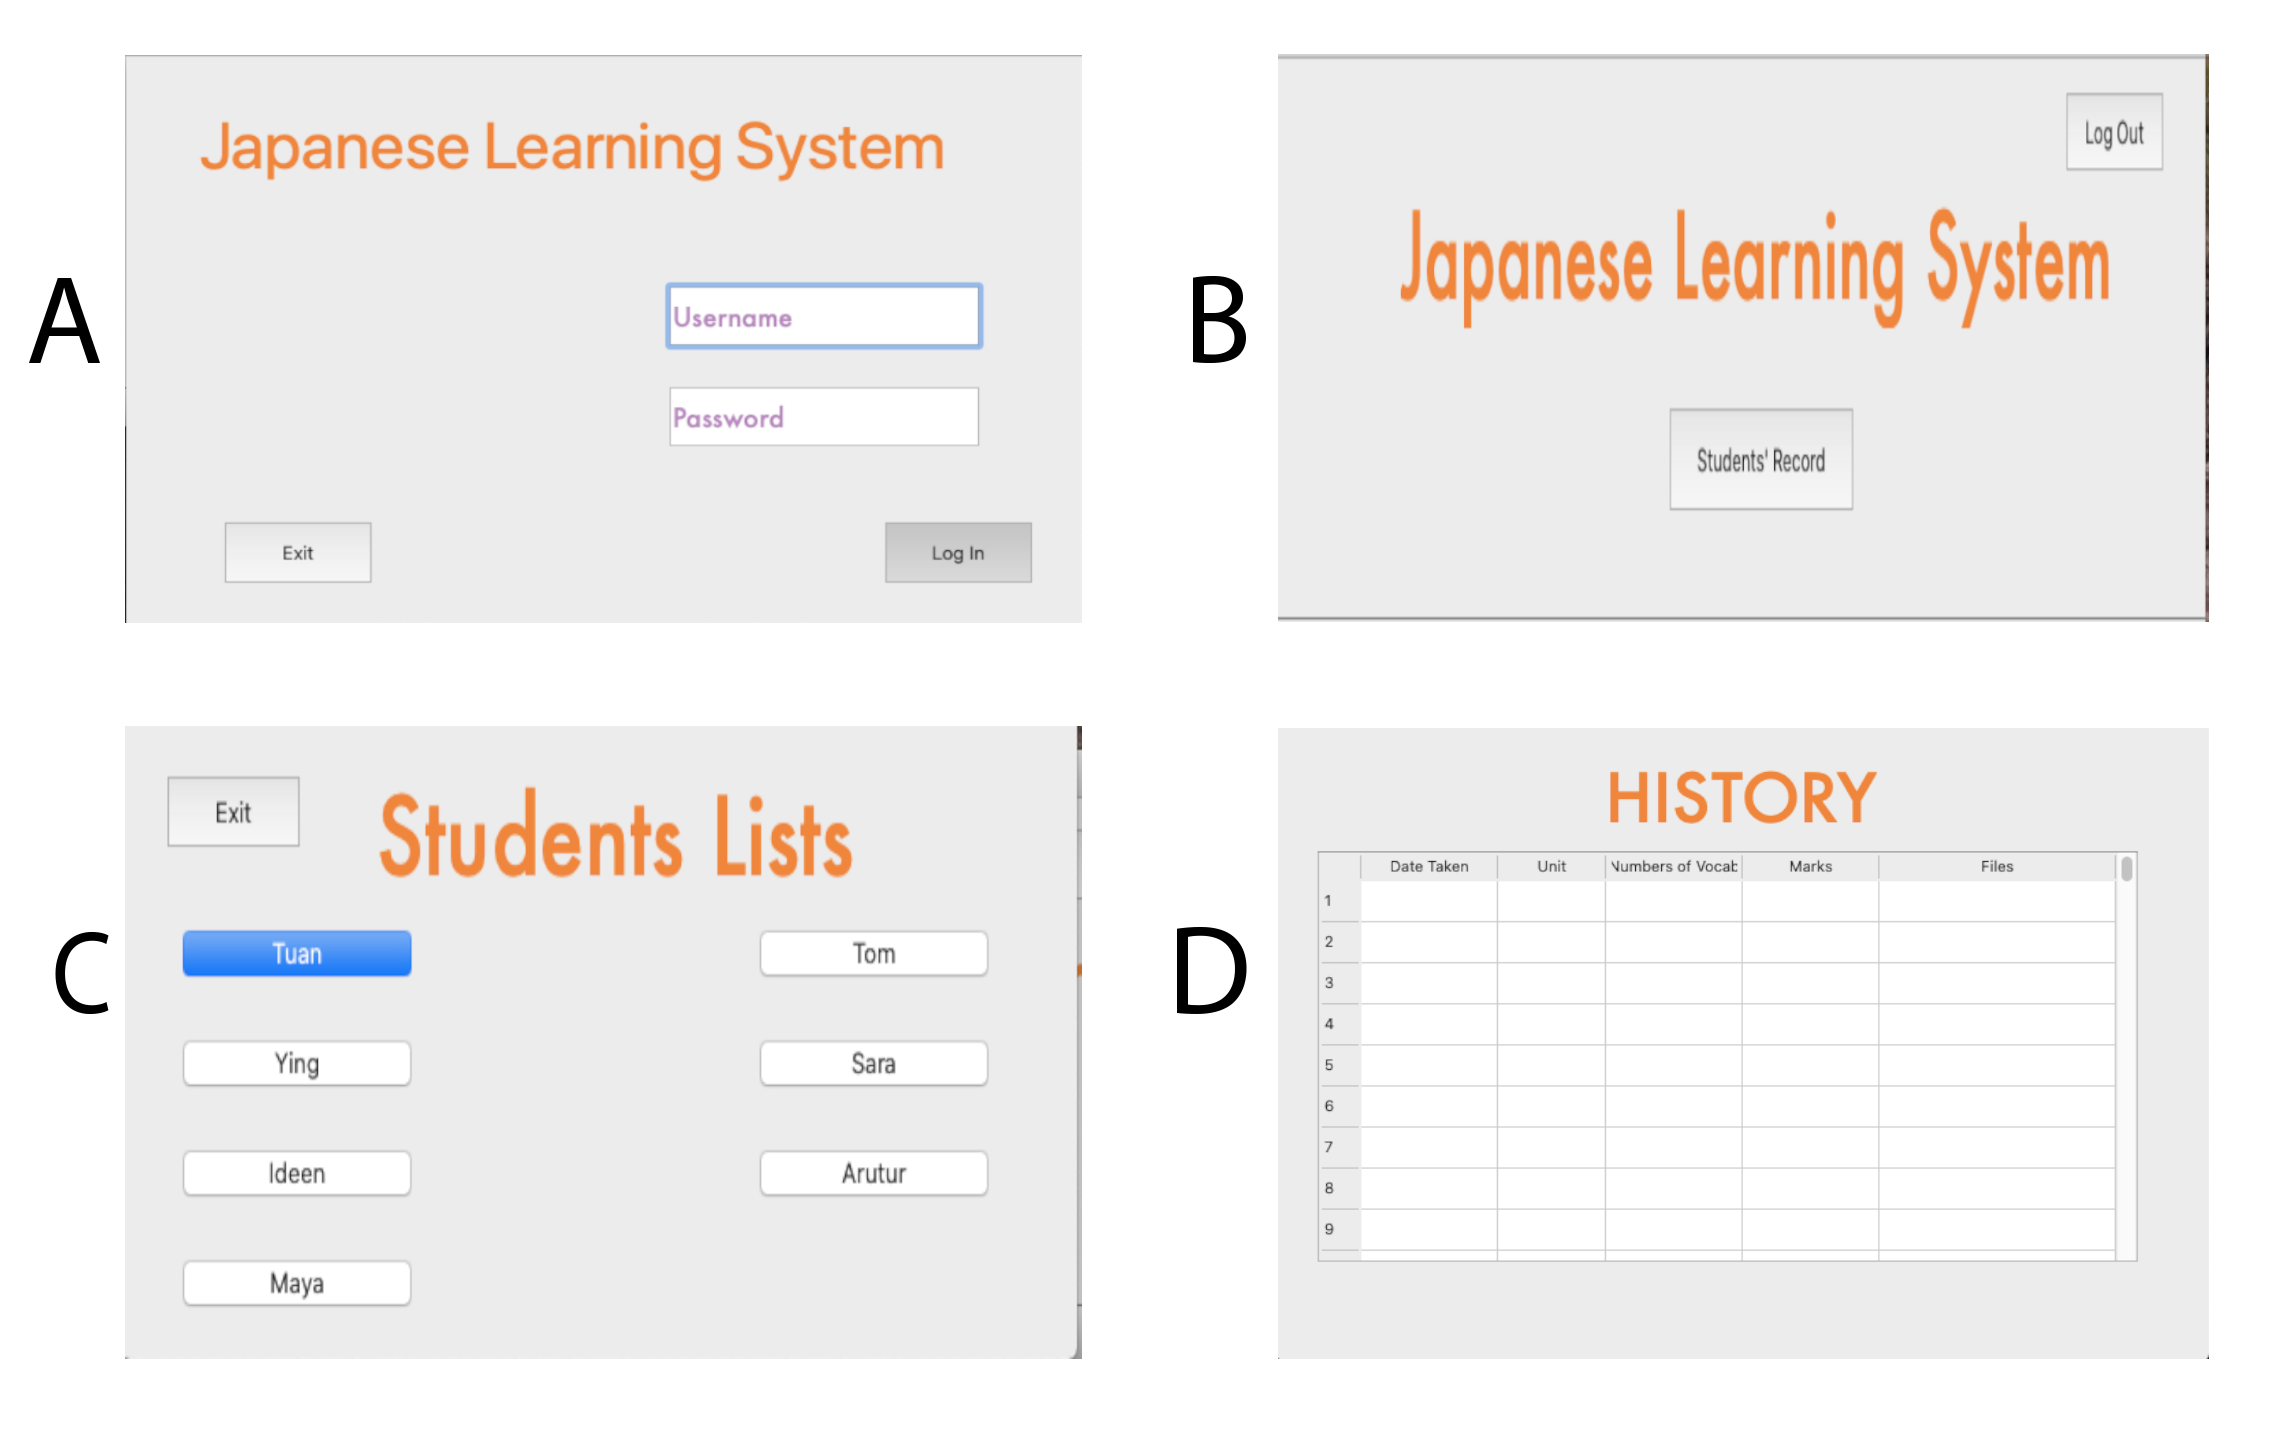 A
Japanese Learning System
Username
Password
Exit
Log In
B
Log Out
Japanese Learning System
Students' Record
C
Exit
Students Lists
Tuan
Tom
Ying
Sara
Ideen
Arutur
Maya
D
HISTORY
Date Taken Unit Numbers of Vocab Marks Files
1
2
3
4
5
6
7
8
9